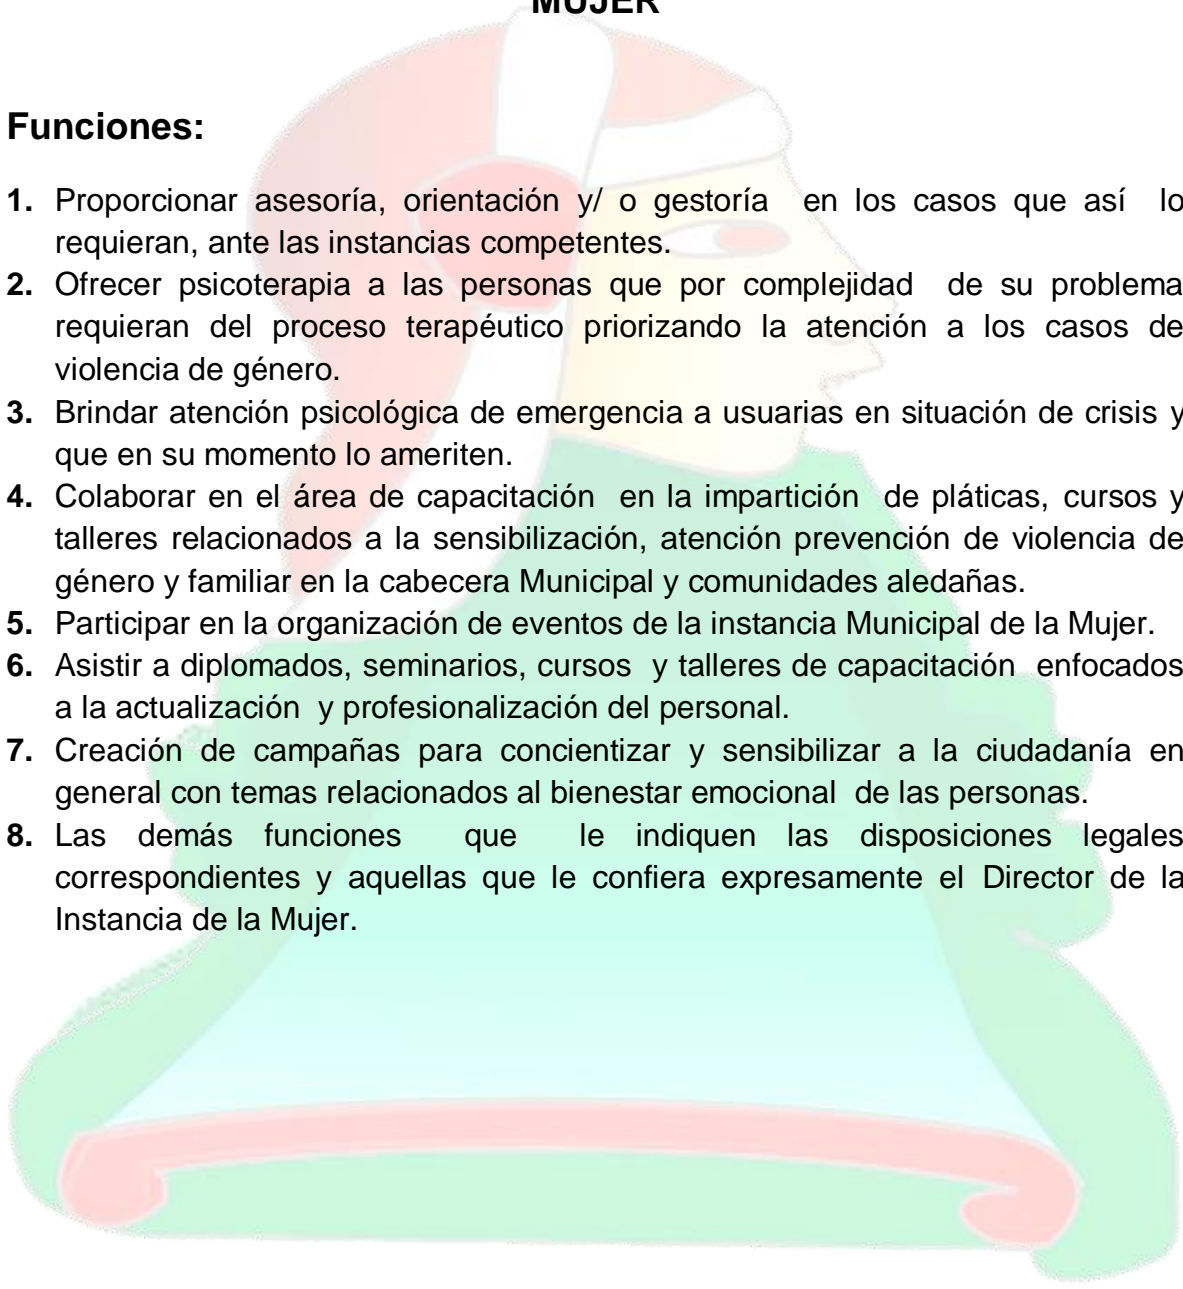 MUJER
Funciones:
1. Proporcionar asesoría, orientación y/ o gestoría en los casos que así lo
requieran, ante las instancias competentes.
2. Ofrecer psicoterapia a las personas que por complejidad de su problema
requieran del proceso terapéutico priorizando la atención a los casos de
violencia de género.
3. Brindar atención psicológica de emergencia a usuarias en situación de crisis y
que en su momento lo ameriten.
4. Colaborar en el área de capacitación en la impartición de pláticas, cursos y
talleres relacionados a la sensibilización, atención prevención de violencia de
género y familiar en la cabecera Municipal y comunidades aledañas.
5. Participar en la organización de eventos de la instancia Municipal de la Mujer.
6. Asistir a diplomados, seminarios, cursos y talleres de capacitación enfocados
a la actualización y profesionalización del personal.
7. Creación de campañas para concientizar y sensibilizar a la ciudadanía en
general con temas relacionados al bienestar emocional de las personas.
8. Las demás funciones que le indiquen las disposiciones legales
correspondientes y aquellas que le confiera expresamente el Director de la
Instancia de la Mujer.